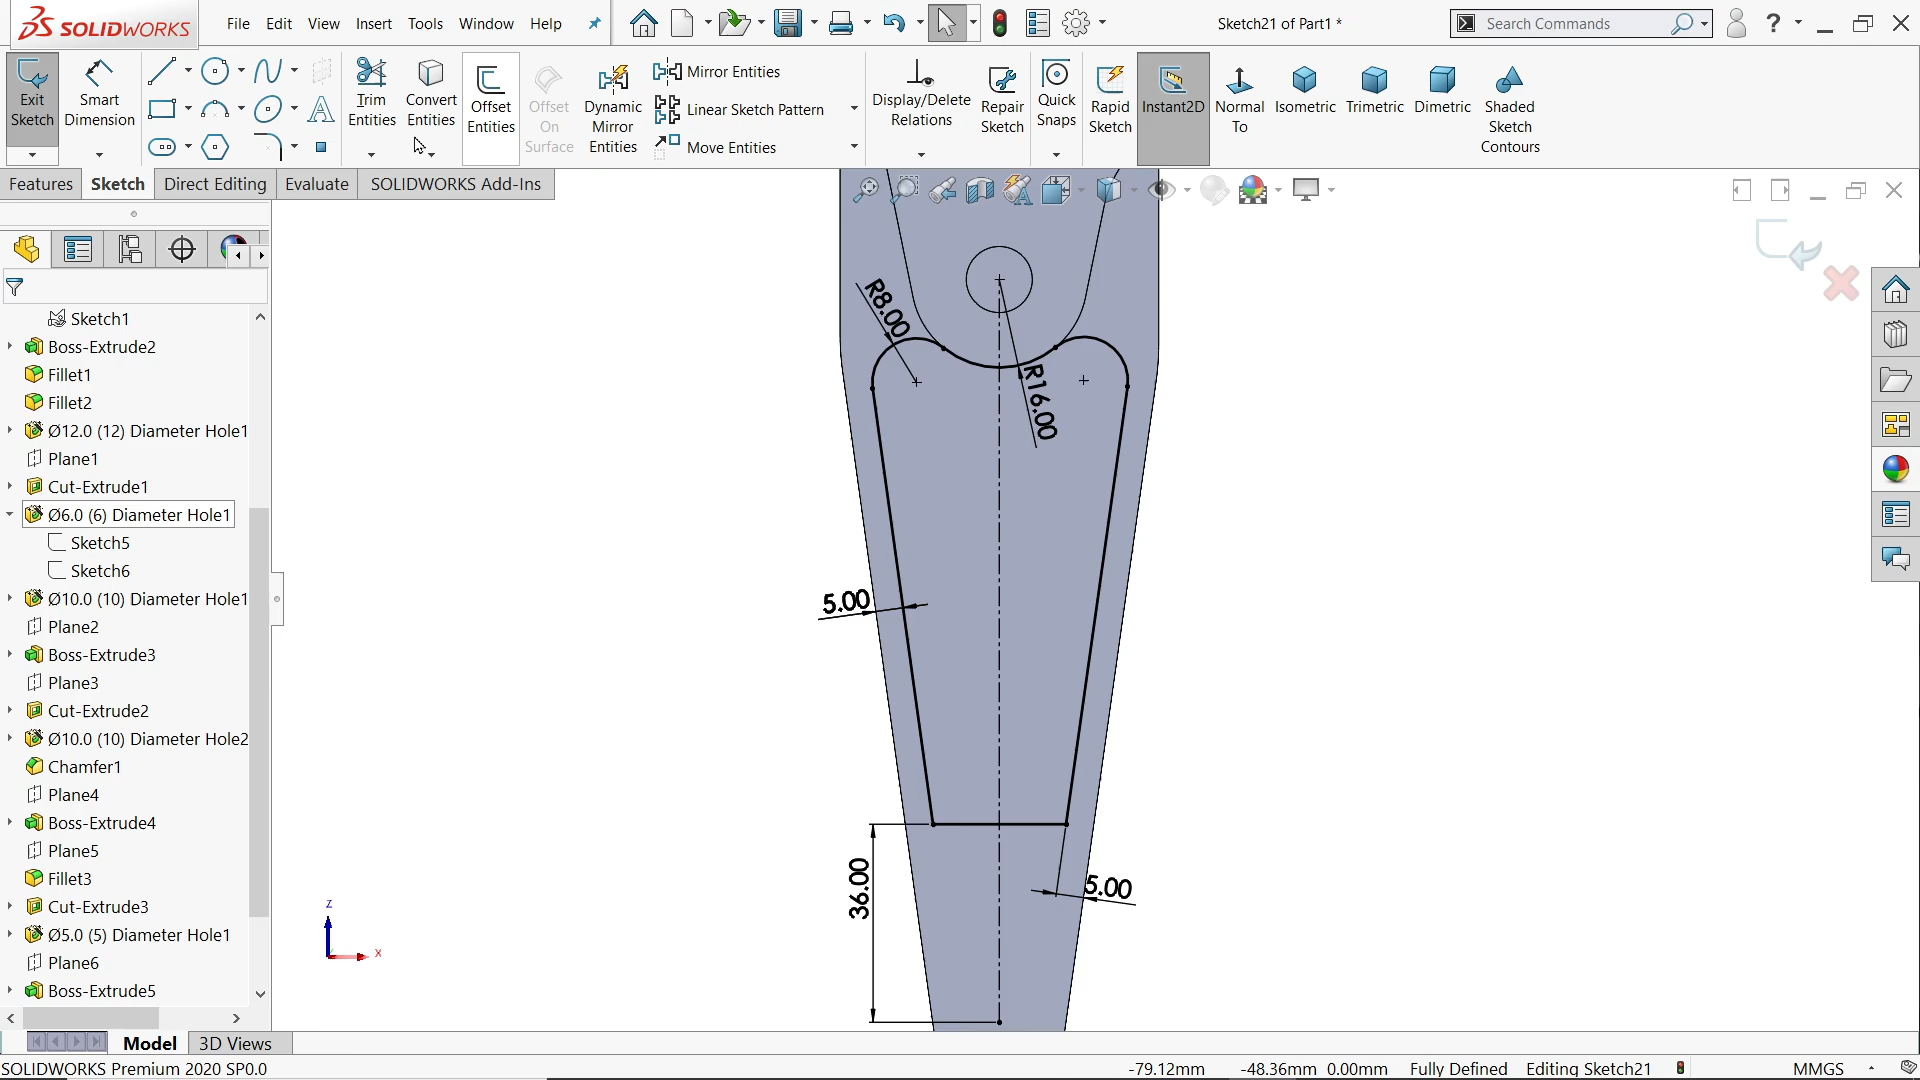 SOLIDWORKS
File Edit View Insert Tools Window Help
Sketch21 of Part1 *
Search Commands
?
Exit Sketch
Smart Dimension
Trim Entities
Convert Entities
Offset Entities
Offset On Surface
Dynamic Mirror Entities
Mirror Entities
Linear Sketch Pattern
Move Entities
Display/Delete Relations
Repair Sketch
Quick Snaps
Rapid Sketch
Instant2D
Normal To
Isometric
Trimetric
Dimetric
Shaded Sketch Contours
Features Sketch Direct Editing Evaluate SOLIDWORKS Add-Ins
Sketch1
Boss-Extrude2
Fillet1
Fillet2
Ø12.0 (12) Diameter Hole1
Plane1
Cut-Extrude1
Ø6.0 (6) Diameter Hole1
Sketch5
Sketch6
Ø10.0 (10) Diameter Hole1
Plane2
Boss-Extrude3
Plane3
Cut-Extrude2
Ø10.0 (10) Diameter Hole2
Chamfer1
Plane4
Boss-Extrude4
Plane5
Fillet3
Cut-Extrude3
Ø5.0 (5) Diameter Hole1
Plane6
Boss-Extrude5
R8.00
R16.00
5.00
36.00
5.00
z
x
Model 3D Views
SOLIDWORKS Premium 2020 SP0.0
-79.12mm -48.36mm 0.00mm Fully Defined Editing Sketch21 MMGS